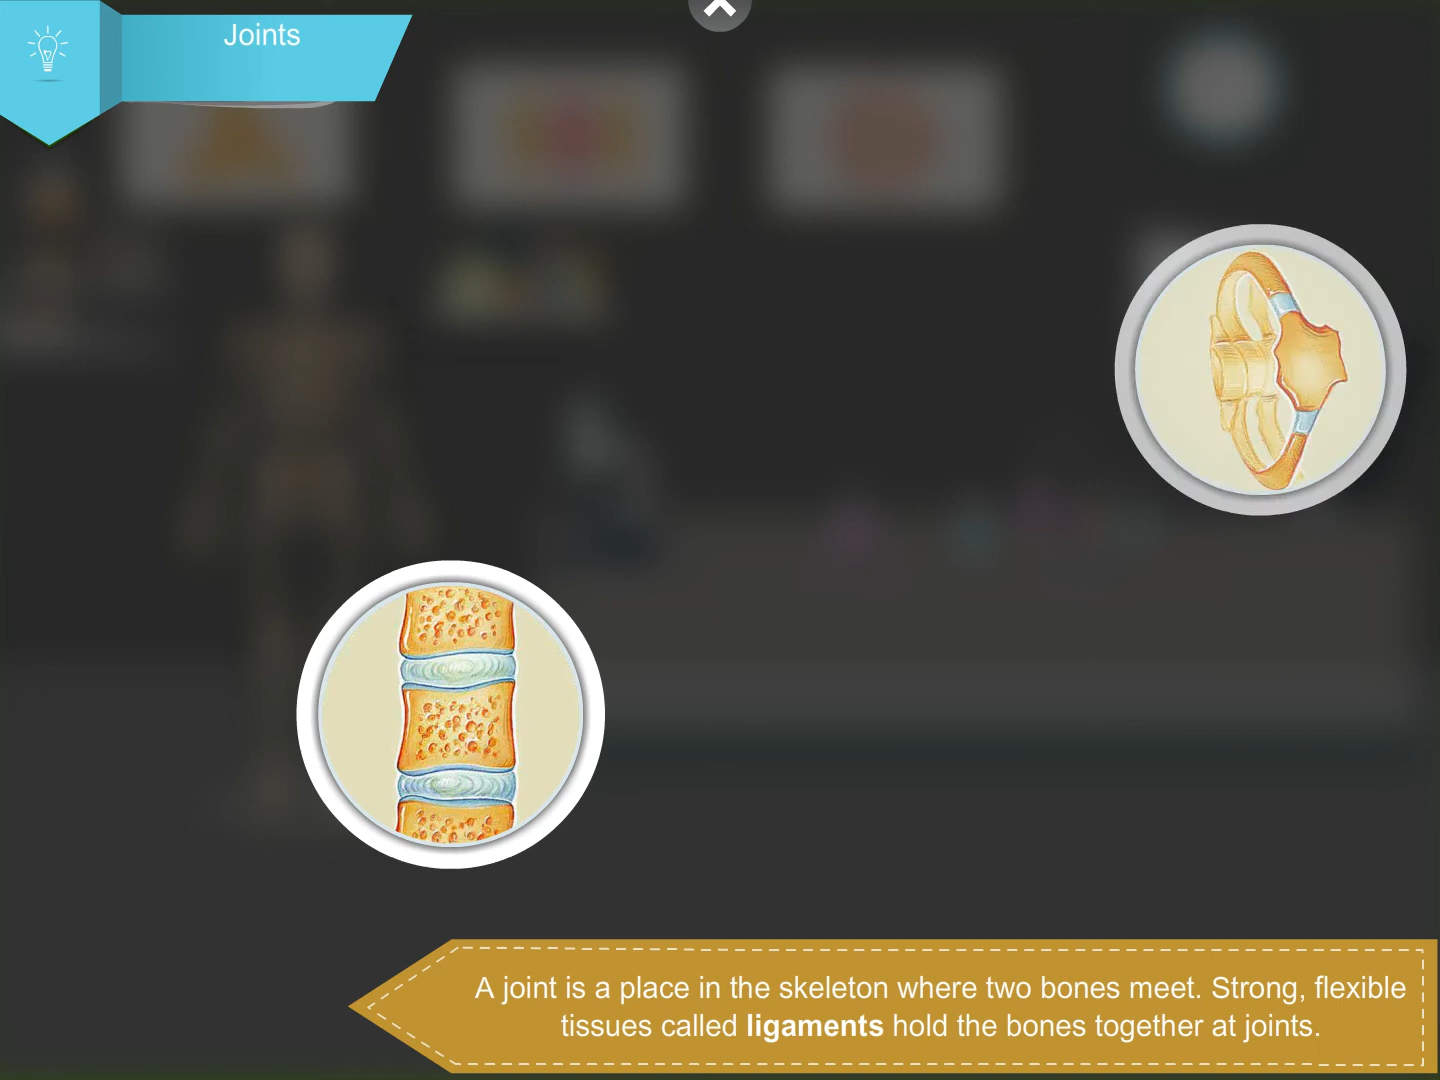 Joints
A joint is a place in the skeleton where two bones meet. Strong, flexible
tissues called ligaments hold the bones together at joints.